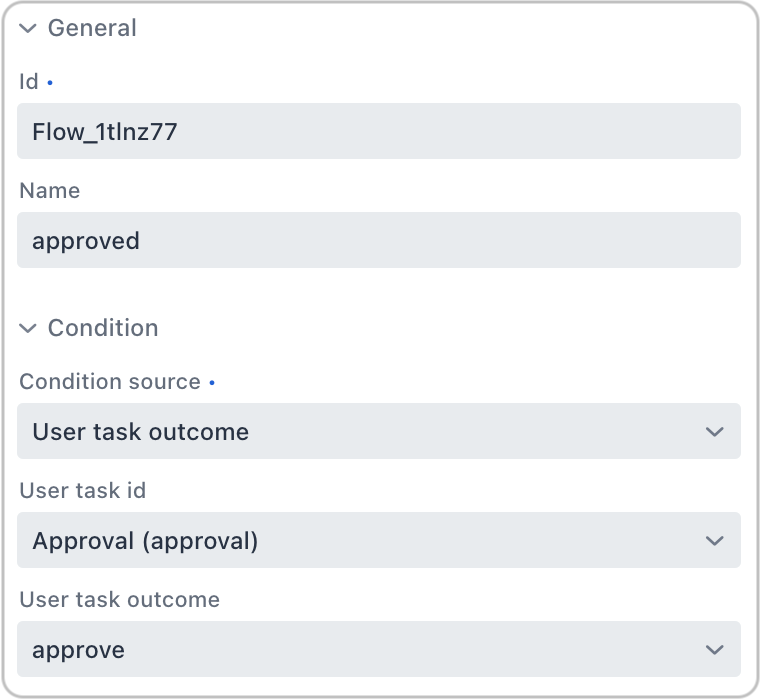 General
Id
Flow_1tlnz77
Name
approved
Condition
Condition source
User task outcome
User task id
Approval (approval)
User task outcome
approve